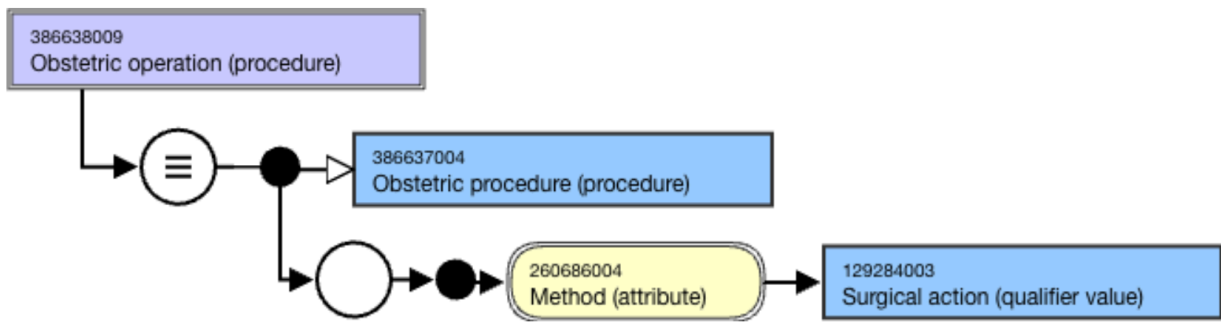 386638009
Obstetric operation (procedure)
386637004
Obstetric procedure (procedure)
260686004
Method (attribute)
129284003
Surgical action (qualifier value)